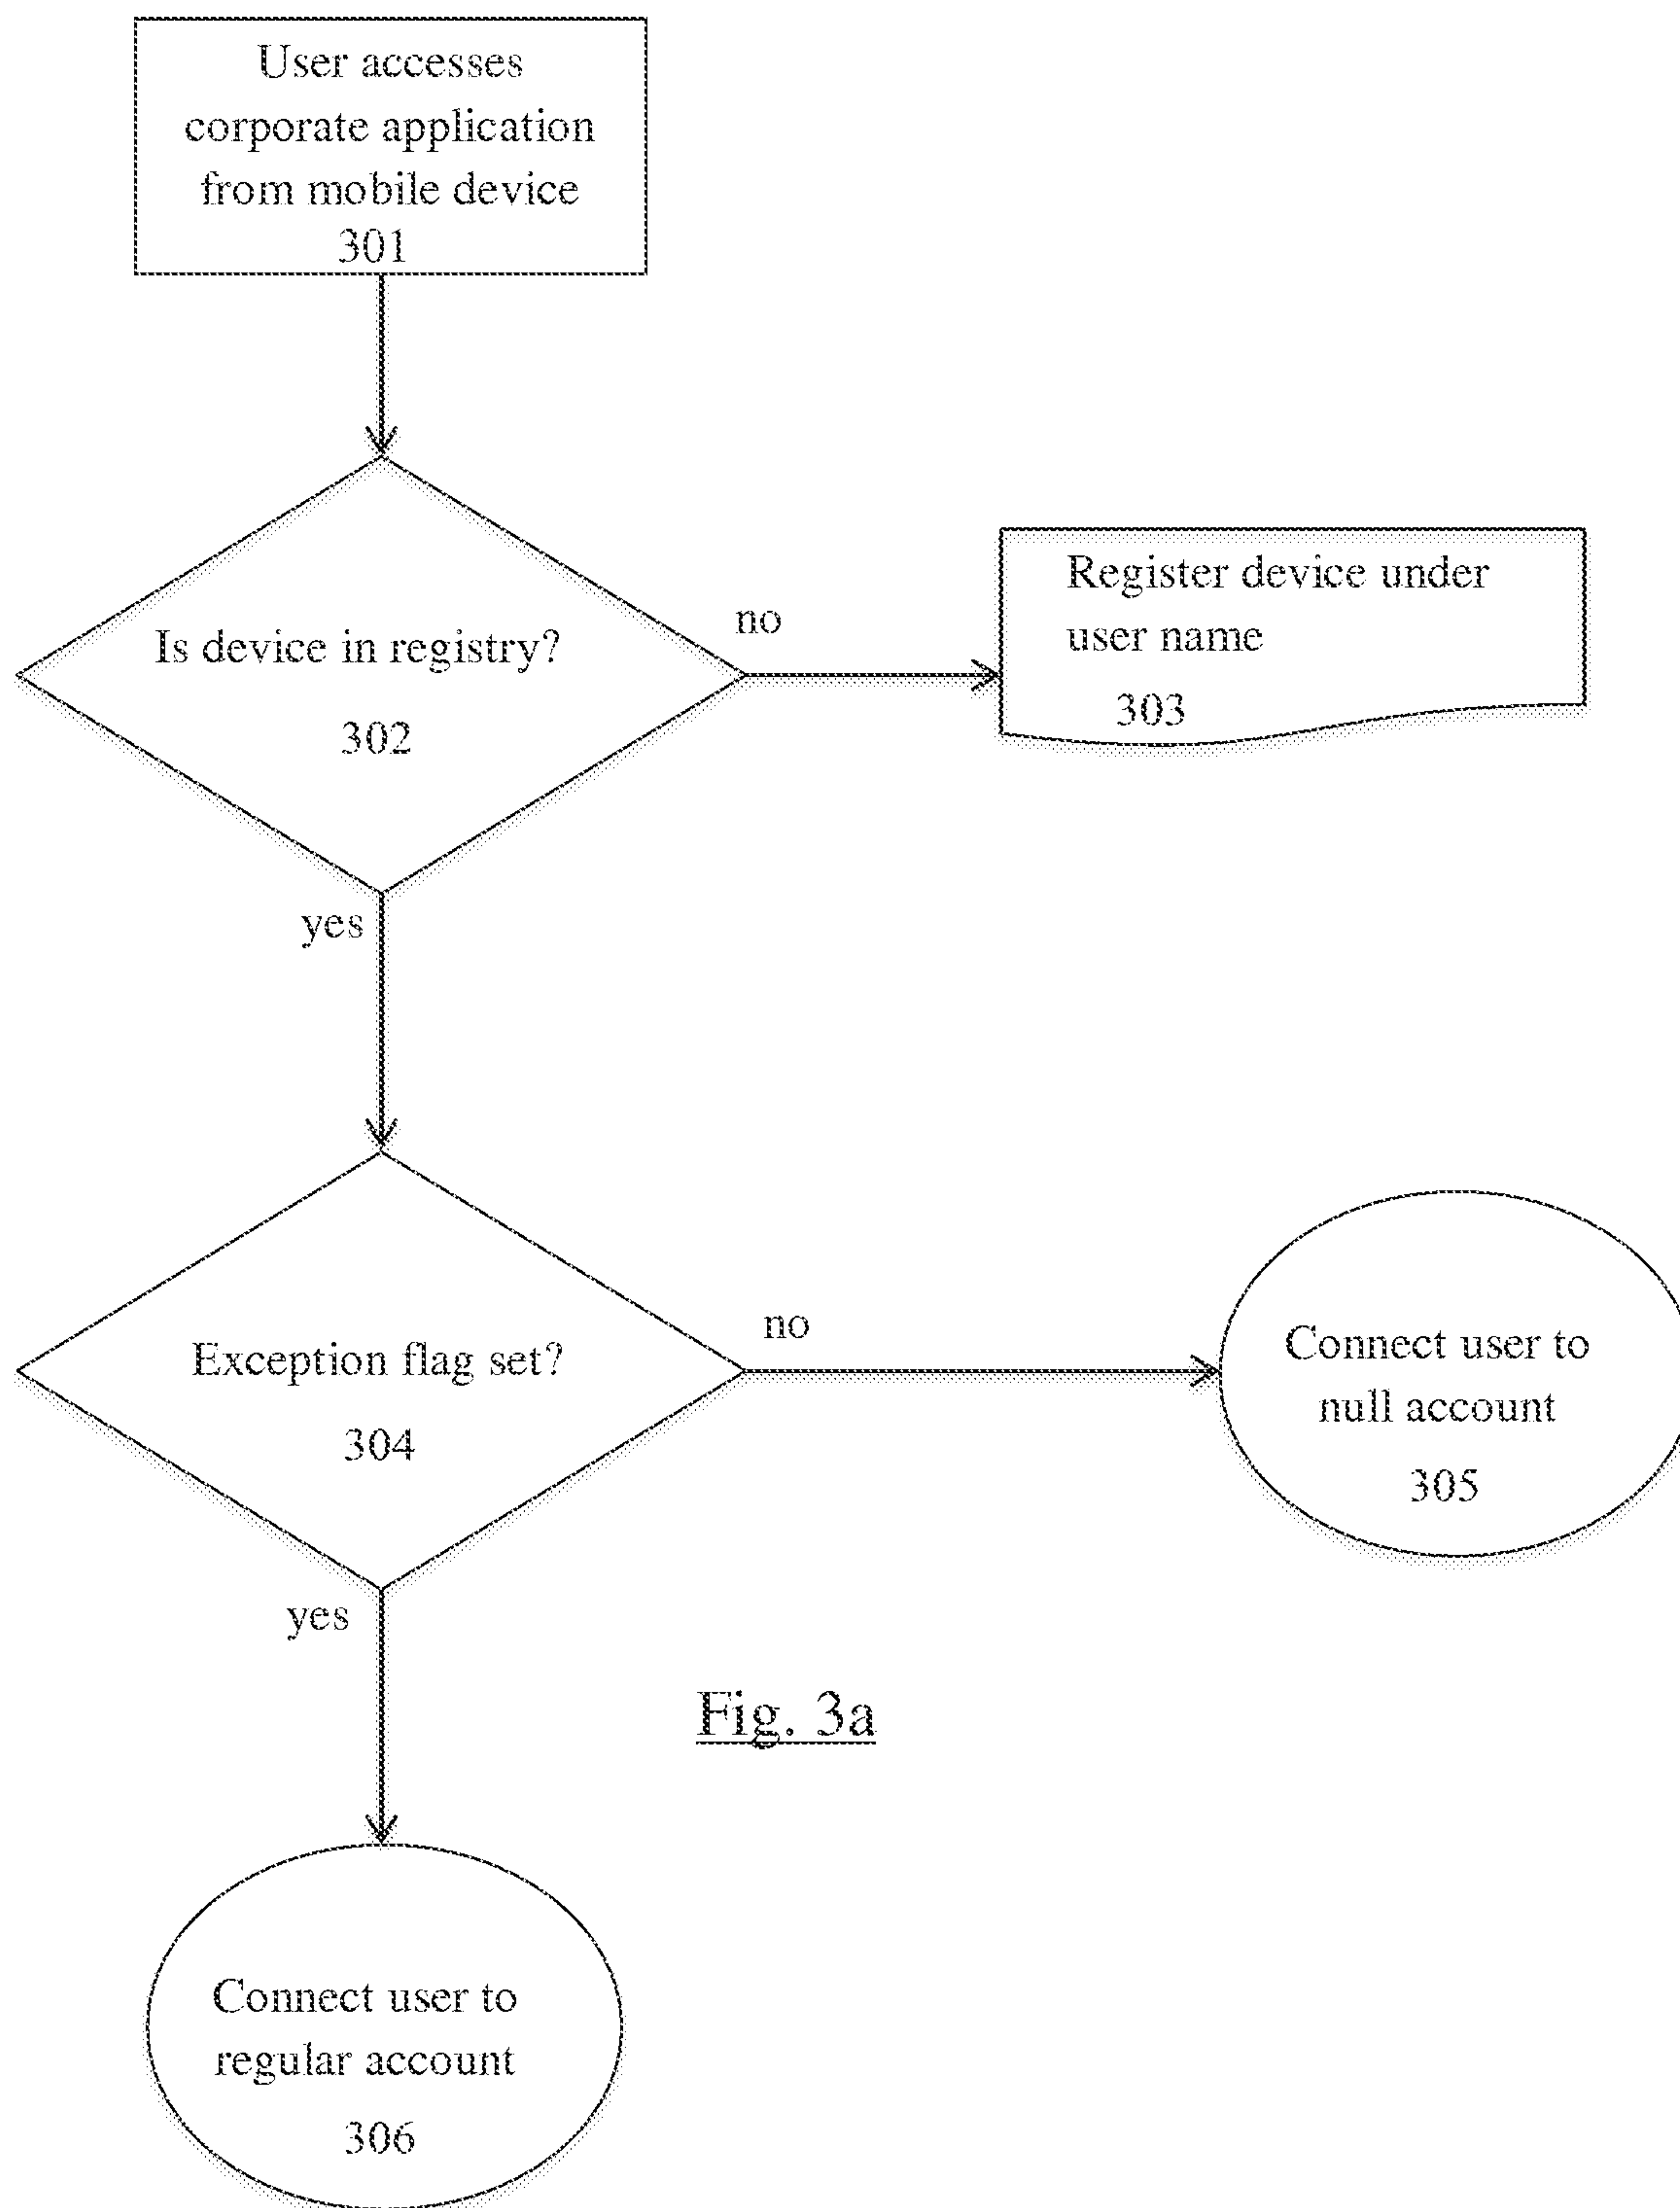 User accesses
corporate application
from mobile device
301
Is device in registry?
302
no
Register device under
user name
303
yes
Exception flag set?
304
no
Connect user to
null account
305
yes
Fig. 3a
Connect user to
regular account
306